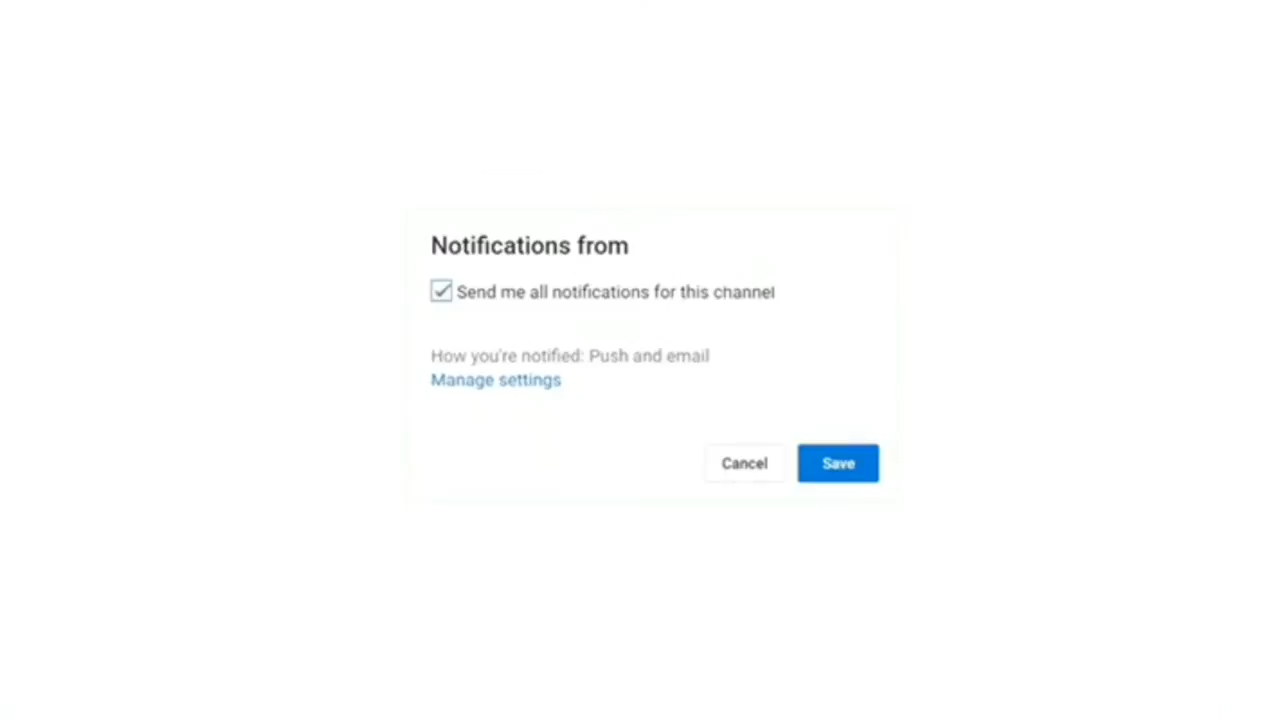 Notifications from
Send me all notifications for this channel
How you're notified: Push and email
Manage settings
Cancel
Save